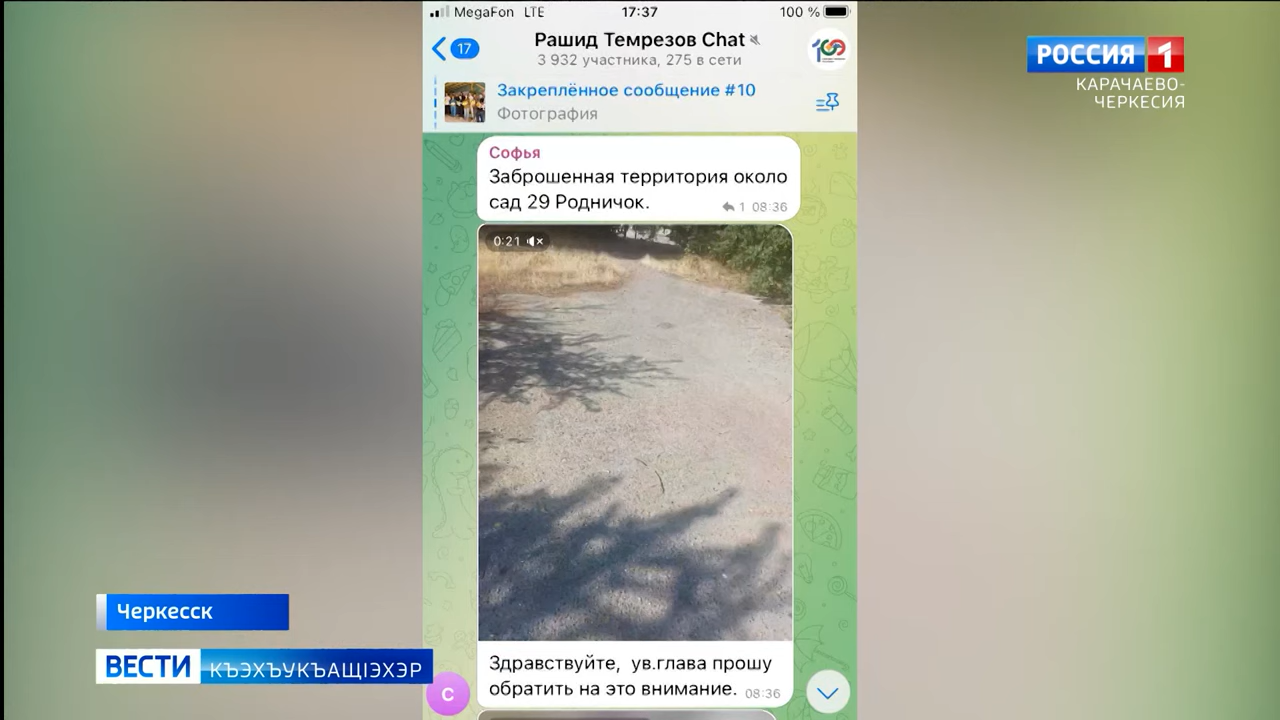 MegaFon LTE 17:37 100 %
17
Рашид Темрезов Chat
3 932 участника, 275 в сети
Закреплённое сообщение #10
Фотография
РОССИЯ 1
КАРАЧАЕВО-
ЧЕРКЕСИЯ
Софья
Заброшенная территория около
сад 29 Родничок.
1 08:36
0:21
Здравствуйте, ув.глава прошу
обратить на это внимание.
08:36
С
Черкесск
ВЕСТИ КЪЭХЪУКЪАЩIЭХЭР